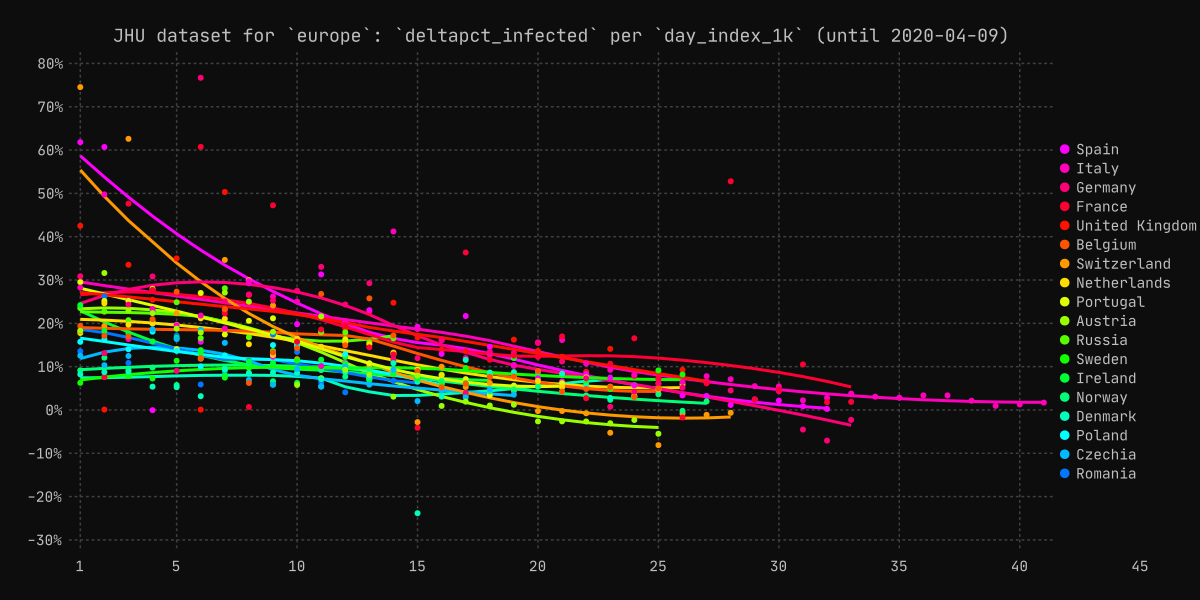 JHU dataset for `europe`: `deltapct_infected` per `day_index_1k` (until 2020-04-09)
80%
70%
60%
50%
40%
30%
20%
10%
0%
-10%
-20%
-30%
1 5 10 15 20 25 30 35 40 45
Spain
Italy
Germany
France
United Kingdom
Belgium
Switzerland
Netherlands
Portugal
Austria
Russia
Sweden
Ireland
Norway
Denmark
Poland
Czechia
Romania